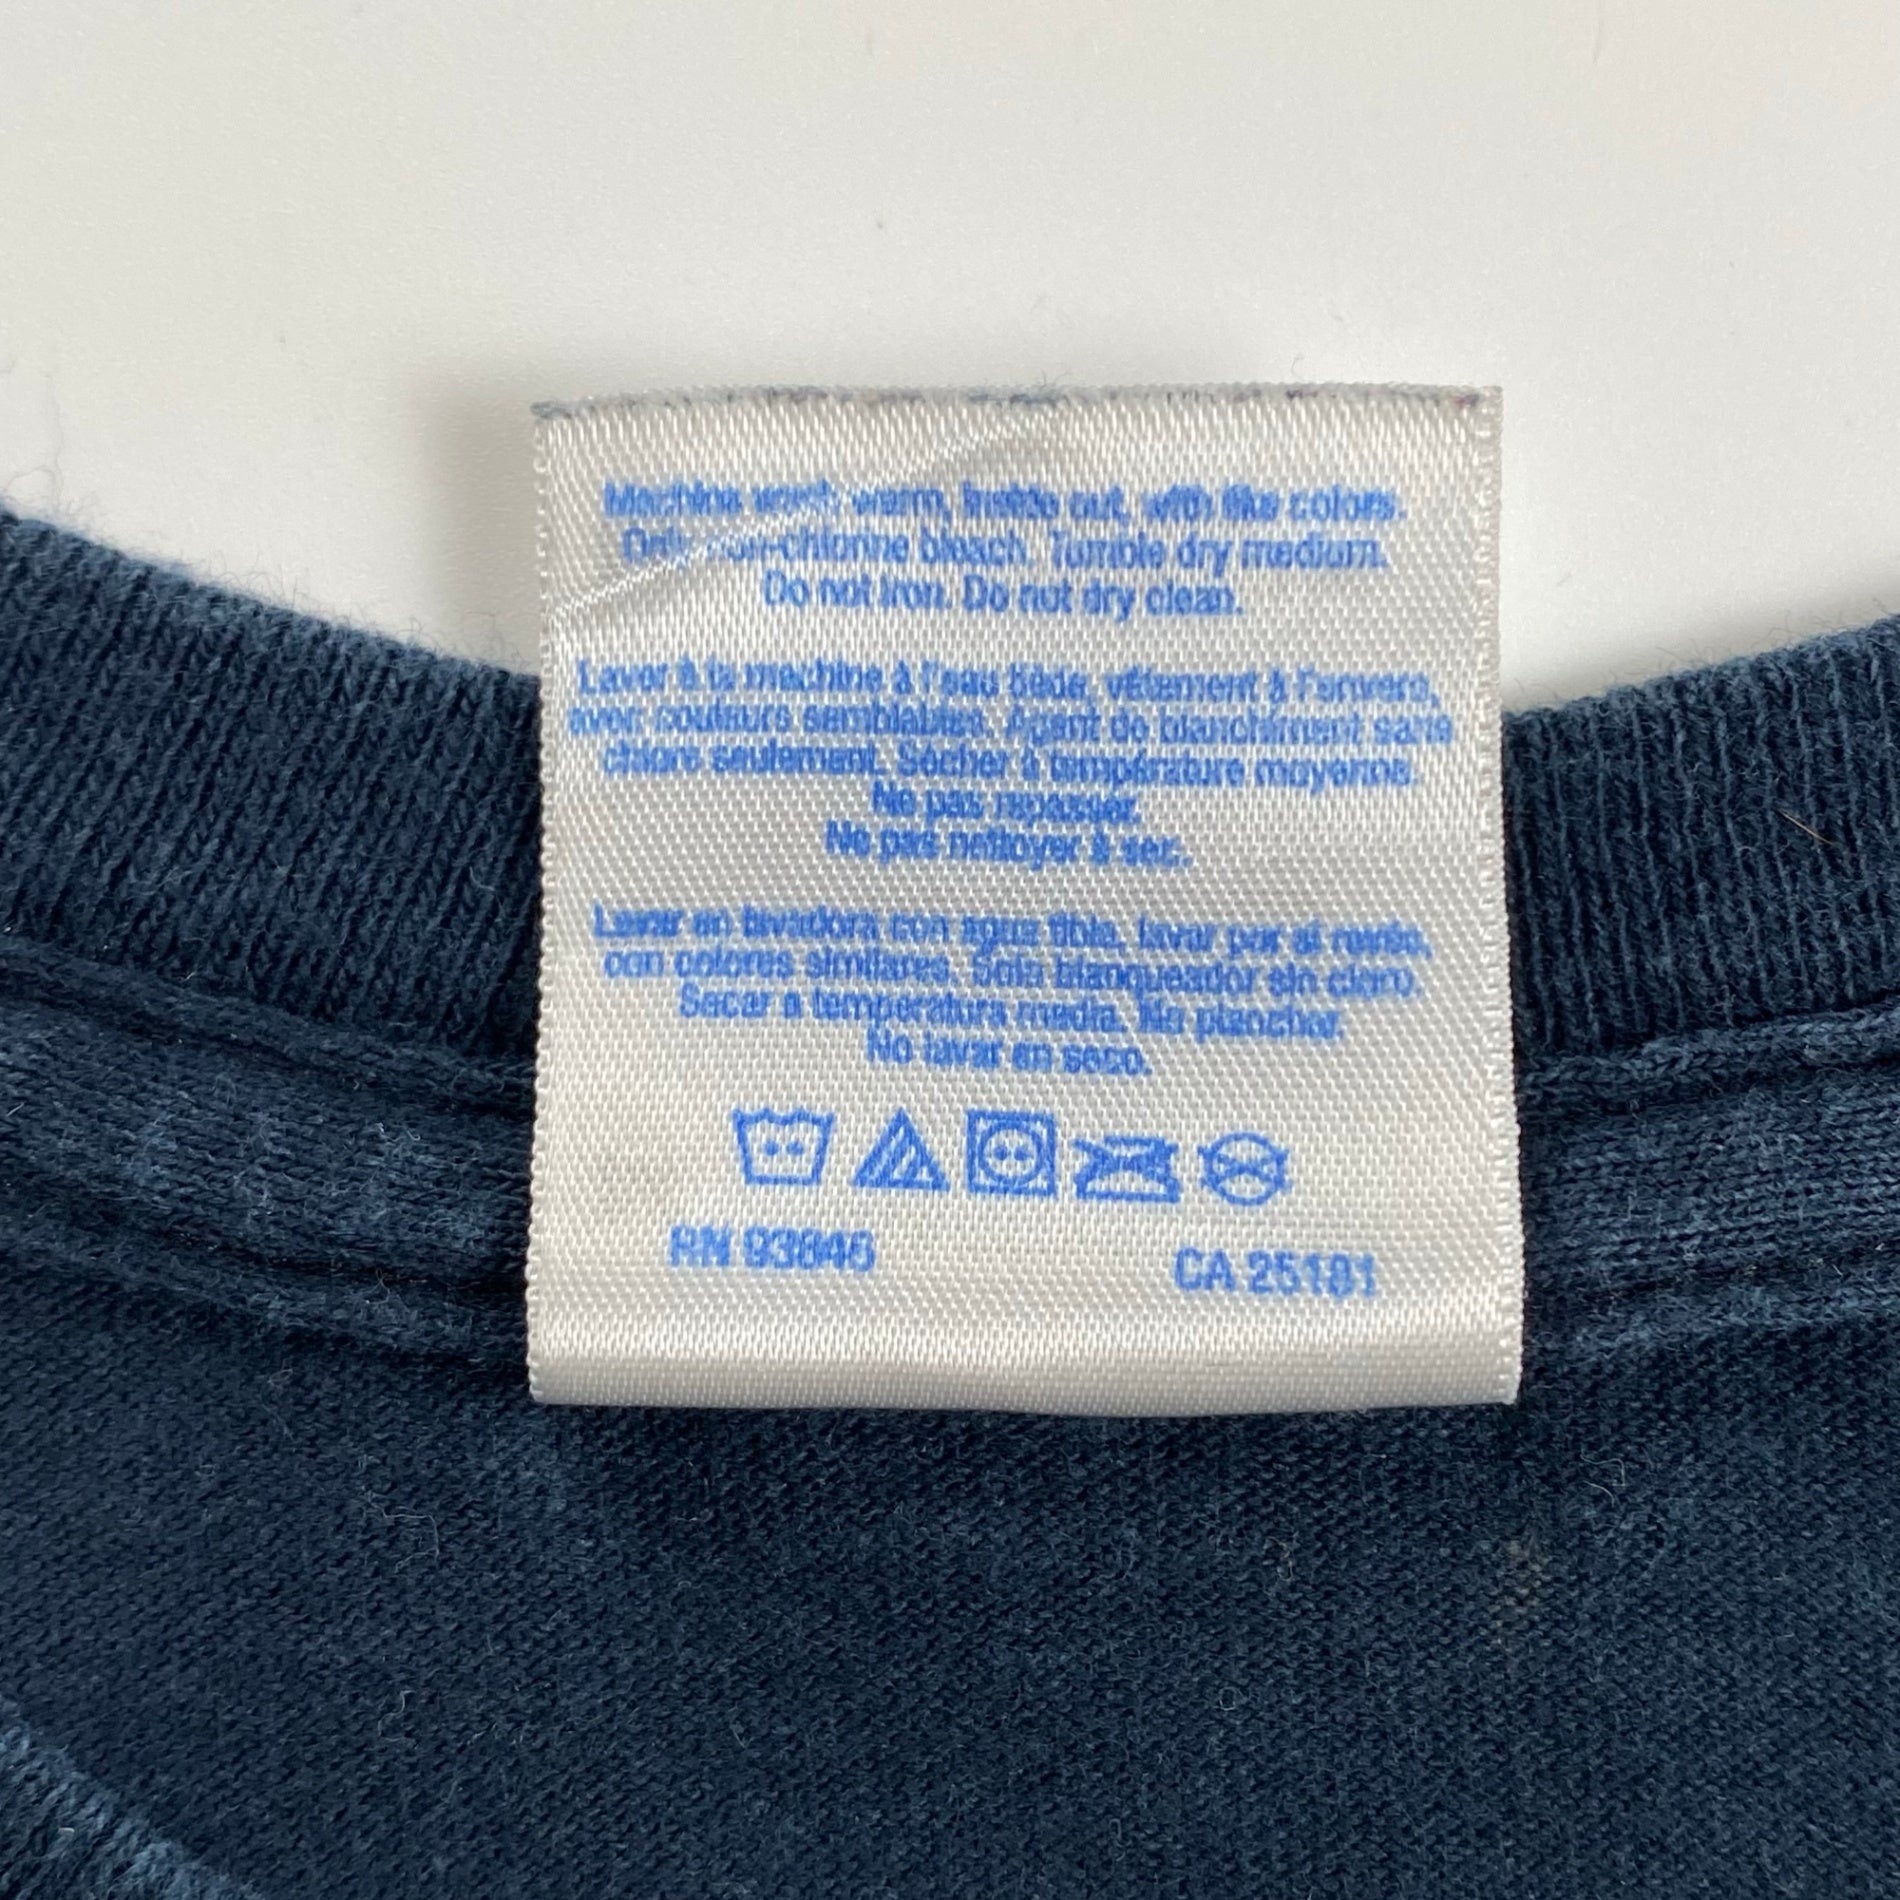 Machine wash warm, inside out, with like colors.
Only non-chlorine bleach. Tumble dry medium.
Do not iron. Do not dry clean.
Laver à la machine à l'eau tiède, vêtement à l'envers,
avec couleurs semblables. Agent de blanchiment sans
chlore seulement. Sécher à température moyenne.
Ne pas repasser.
Ne pas nettoyer à sec.
Lavar en lavadora con agua tibia, lavar por el revés,
con colores similares. Solo blanqueador sin cloro.
Secar a temperatura media. No planchar.
No lavar en seco.
RN 93846 CA 25181